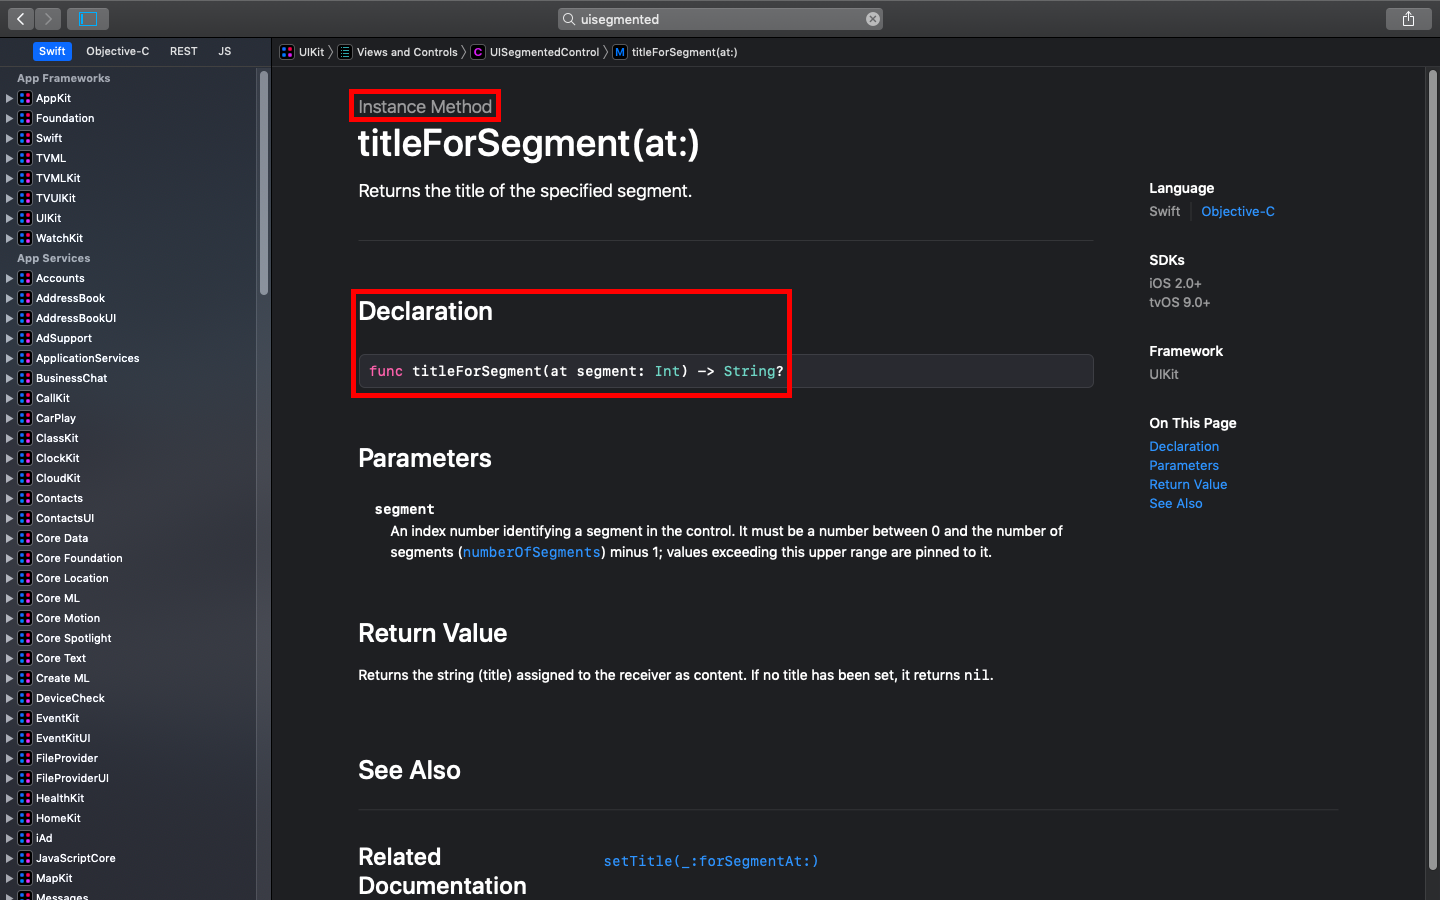 uisegmented
Swift Objective-C REST JS
UIKit Views and Controls UISegmentedControl titleForSegment(at:)
App Frameworks
AppKit
Foundation
Swift
TVML
TVMLKit
TVUIKit
UIKit
WatchKit
App Services
Accounts
AddressBook
AddressBookUI
AdSupport
ApplicationServices
BusinessChat
CallKit
CarPlay
ClassKit
ClockKit
CloudKit
Contacts
ContactsUI
Core Data
Core Foundation
Core Location
Core ML
Core Motion
Core Spotlight
Core Text
Create ML
DeviceCheck
EventKit
EventKitUI
FileProvider
FileProviderUI
HealthKit
HomeKit
iAd
JavaScriptCore
MapKit
Messages
Instance Method
titleForSegment(at:)
Returns the title of the specified segment.
Declaration
func titleForSegment(at segment: Int) -> String?
Parameters
segment
An index number identifying a segment in the control. It must be a number between 0 and the number of
segments (numberOfSegments) minus 1; values exceeding this upper range are pinned to it.
Return Value
Returns the string (title) assigned to the receiver as content. If no title has been set, it returns nil.
See Also
Related
Documentation
setTitle(_:forSegmentAt:)
Language
Swift Objective-C
SDKs
iOS 2.0+
tvOS 9.0+
Framework
UIKit
On This Page
Declaration
Parameters
Return Value
See Also